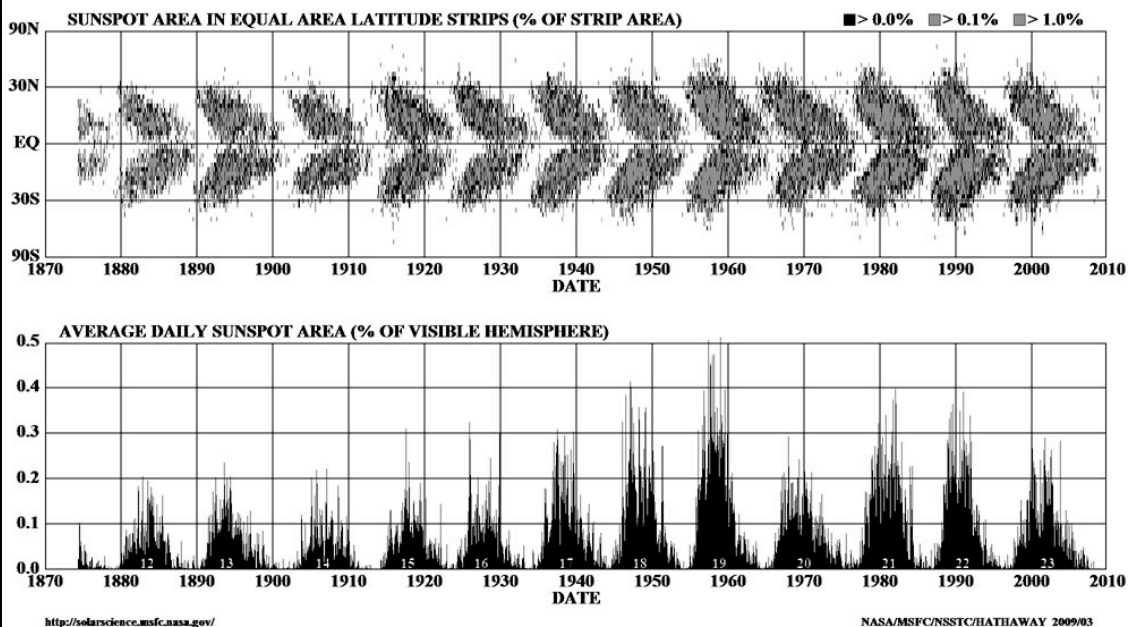 SUNSPOT AREA IN EQUAL AREA LATITUDE STRIPS (% OF STRIP AREA) > 0.0% > 0.1% > 1.0%
90N
30N
EQ
30S
90S
1870 1880 1890 1900 1910 1920 1930 1940 1950 1960 1970 1980 1990 2000 2010
DATE
AVERAGE DAILY SUNSPOT AREA (% OF VISIBLE HEMISPHERE)
0.5
0.4
0.3
0.2
0.1
0.0
12 13 14 15 16 17 18 19 20 21 22 23
1870 1880 1890 1900 1910 1920 1930 1940 1950 1960 1970 1980 1990 2000 2010
DATE
http://solarscience.msfc.nasa.gov/ NASA/MSFC/NSSTC/HATHAWAY 2009/03